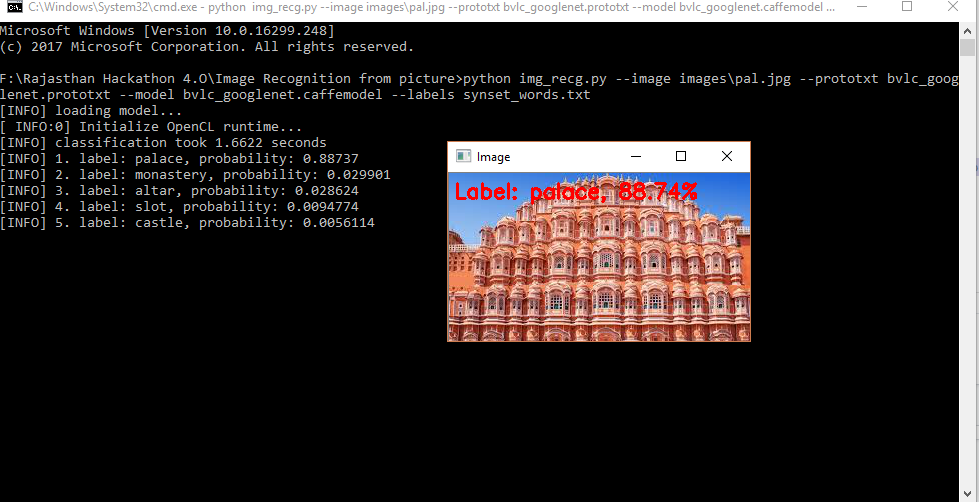 C:\Windows\System32\cmd.exe - python img_recg.py --image images\pal.jpg --prototxt bvlc_googlenet.prototxt --model bvlc_googlenet.caffemodel ...
Microsoft Windows [Version 10.0.16299.248]
(c) 2017 Microsoft Corporation. All rights reserved.
F:\Rajasthan Hackathon 4.O\Image Recognition from picture>python img_recg.py --image images\pal.jpg --prototxt bvlc_goog
lenet.prototxt --model bvlc_googlenet.caffemodel --labels synset_words.txt
[INFO] loading model...
[ INFO:0] Initialize OpenCL runtime...
[INFO] classification took 1.6622 seconds
[INFO] 1. label: palace, probability: 0.88737
[INFO] 2. label: monastery, probability: 0.029901
[INFO] 3. label: altar, probability: 0.028624
[INFO] 4. label: slot, probability: 0.0094774
[INFO] 5. label: castle, probability: 0.0056114
Image
Label: palace, 88.74%